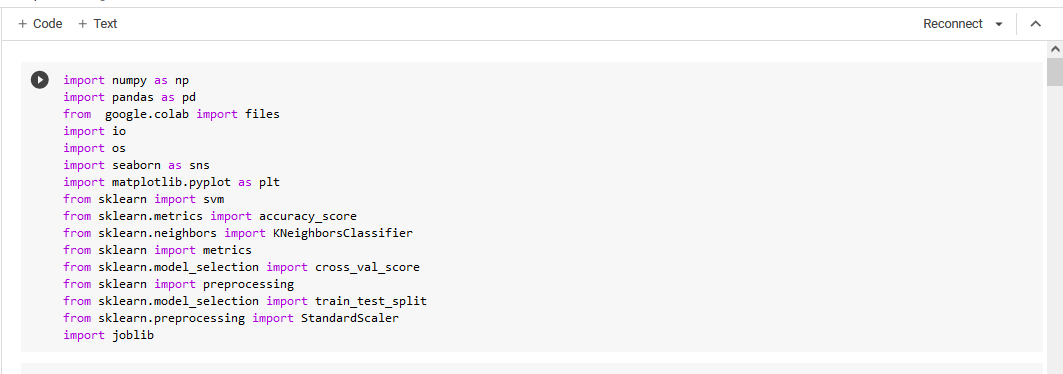 + Code + Text Reconnect
import numpy as np
import pandas as pd
from  google.colab import files
import io
import os
import seaborn as sns
import matplotlib.pyplot as plt
from sklearn import svm
from sklearn.metrics import accuracy_score
from sklearn.neighbors import KNeighborsClassifier
from sklearn import metrics
from sklearn.model_selection import cross_val_score
from sklearn import preprocessing
from sklearn.model_selection import train_test_split
from sklearn.preprocessing import StandardScaler
import joblib